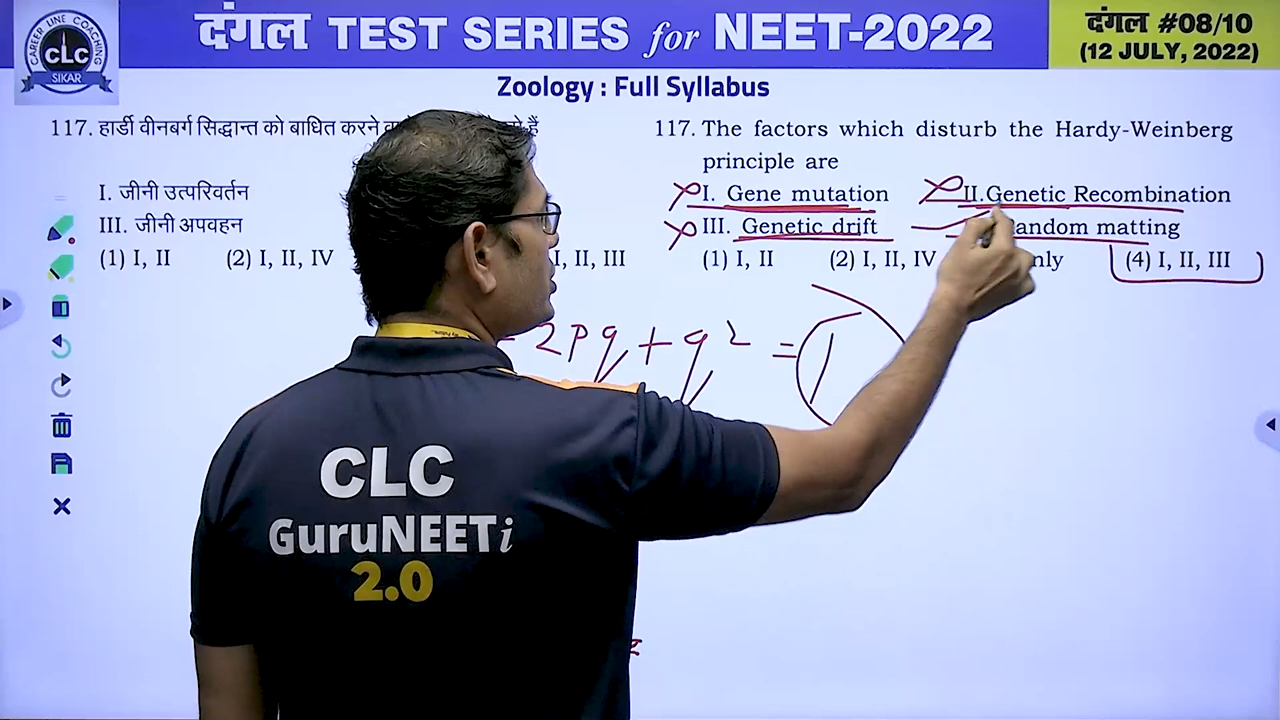 CAREER LINE COACHING
CLC
SIKAR
दंगल TEST SERIES for NEET-2022
दंगल #08/10
(12 JULY, 2022)
Zoology : Full Syllabus
117. हार्डी वीनबर्ग सिद्धान्त को बाधित करने हैं
I. जीनी उत्परिवर्तन
III. जीनी अपवहन
(1) I, II (2) I, II, IV I, II, III
117. The factors which disturb the Hardy-Weinberg
principle are
I. Gene mutation II. Genetic Recombination
III. Genetic drift andom matting
(1) I, II (2) I, II, IV nly (4) I, II, III
2pq + q2 = 1
CLC
GuruNEETi
2.0